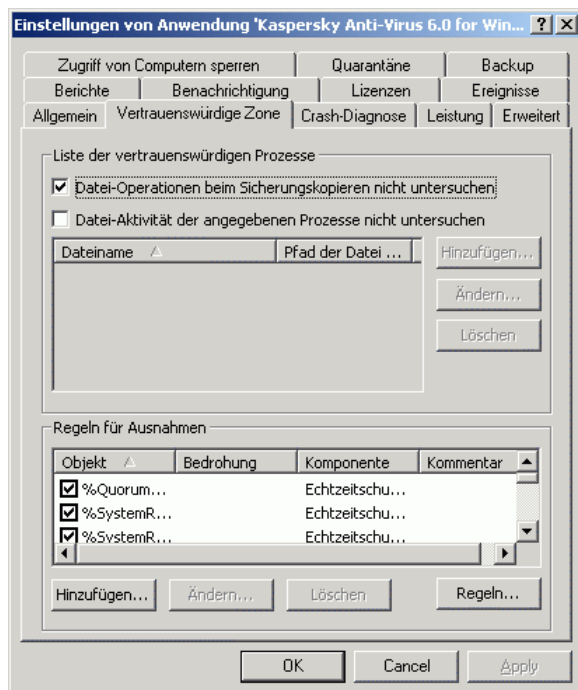 Einstellungen von Anwendung 'Kaspersky Anti-Virus 6.0 for Win...
Zugriff von Computern sperren Quarantäne Backup
Berichte Benachrichtigung Lizenzen Ereignisse
Allgemein Vertrauenswürdige Zone Crash-Diagnose Leistung Erweitert
Liste der vertrauenswürdigen Prozesse
Datei-Operationen beim Sicherungskopieren nicht untersuchen
Datei-Aktivität der angegebenen Prozesse nicht untersuchen
Dateiname Pfad der Datei ...
Hinzufügen...
Ändern...
Löschen
Regeln für Ausnahmen
Objekt Bedrohung Komponente Kommentar
%Quorum... Echtzeitschu...
%SystemR... Echtzeitschu...
%SystemR... Echtzeitschu...
Hinzufügen... Ändern... Löschen Regeln...
OK Cancel Apply